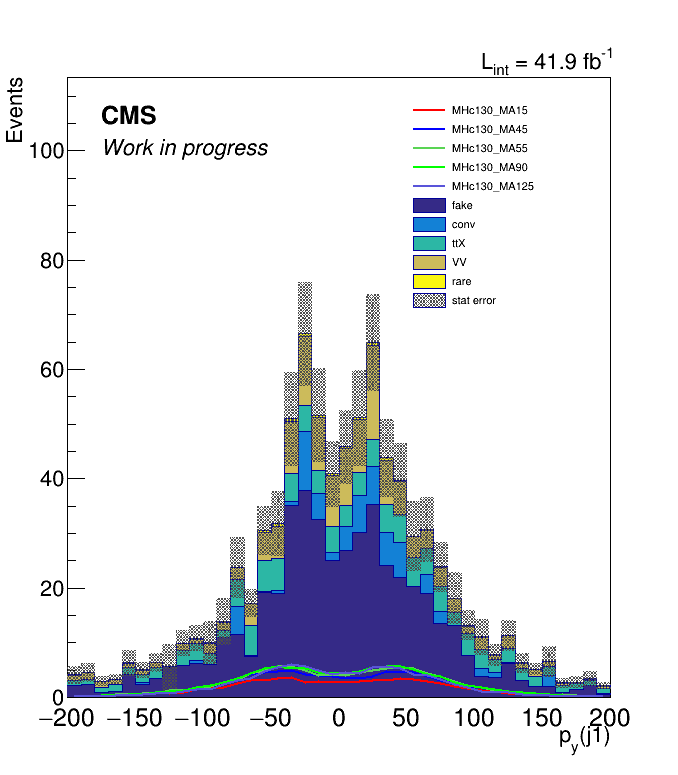 L_int = 41.9 fb^-1
Events
CMS
Work in progress
MHc130_MA15
MHc130_MA45
MHc130_MA55
MHc130_MA90
MHc130_MA125
fake
conv
ttX
VV
rare
stat error
100
80
60
40
20
0
−200 −150 −100 −50 0 50 100 150 200
p_y(j1)